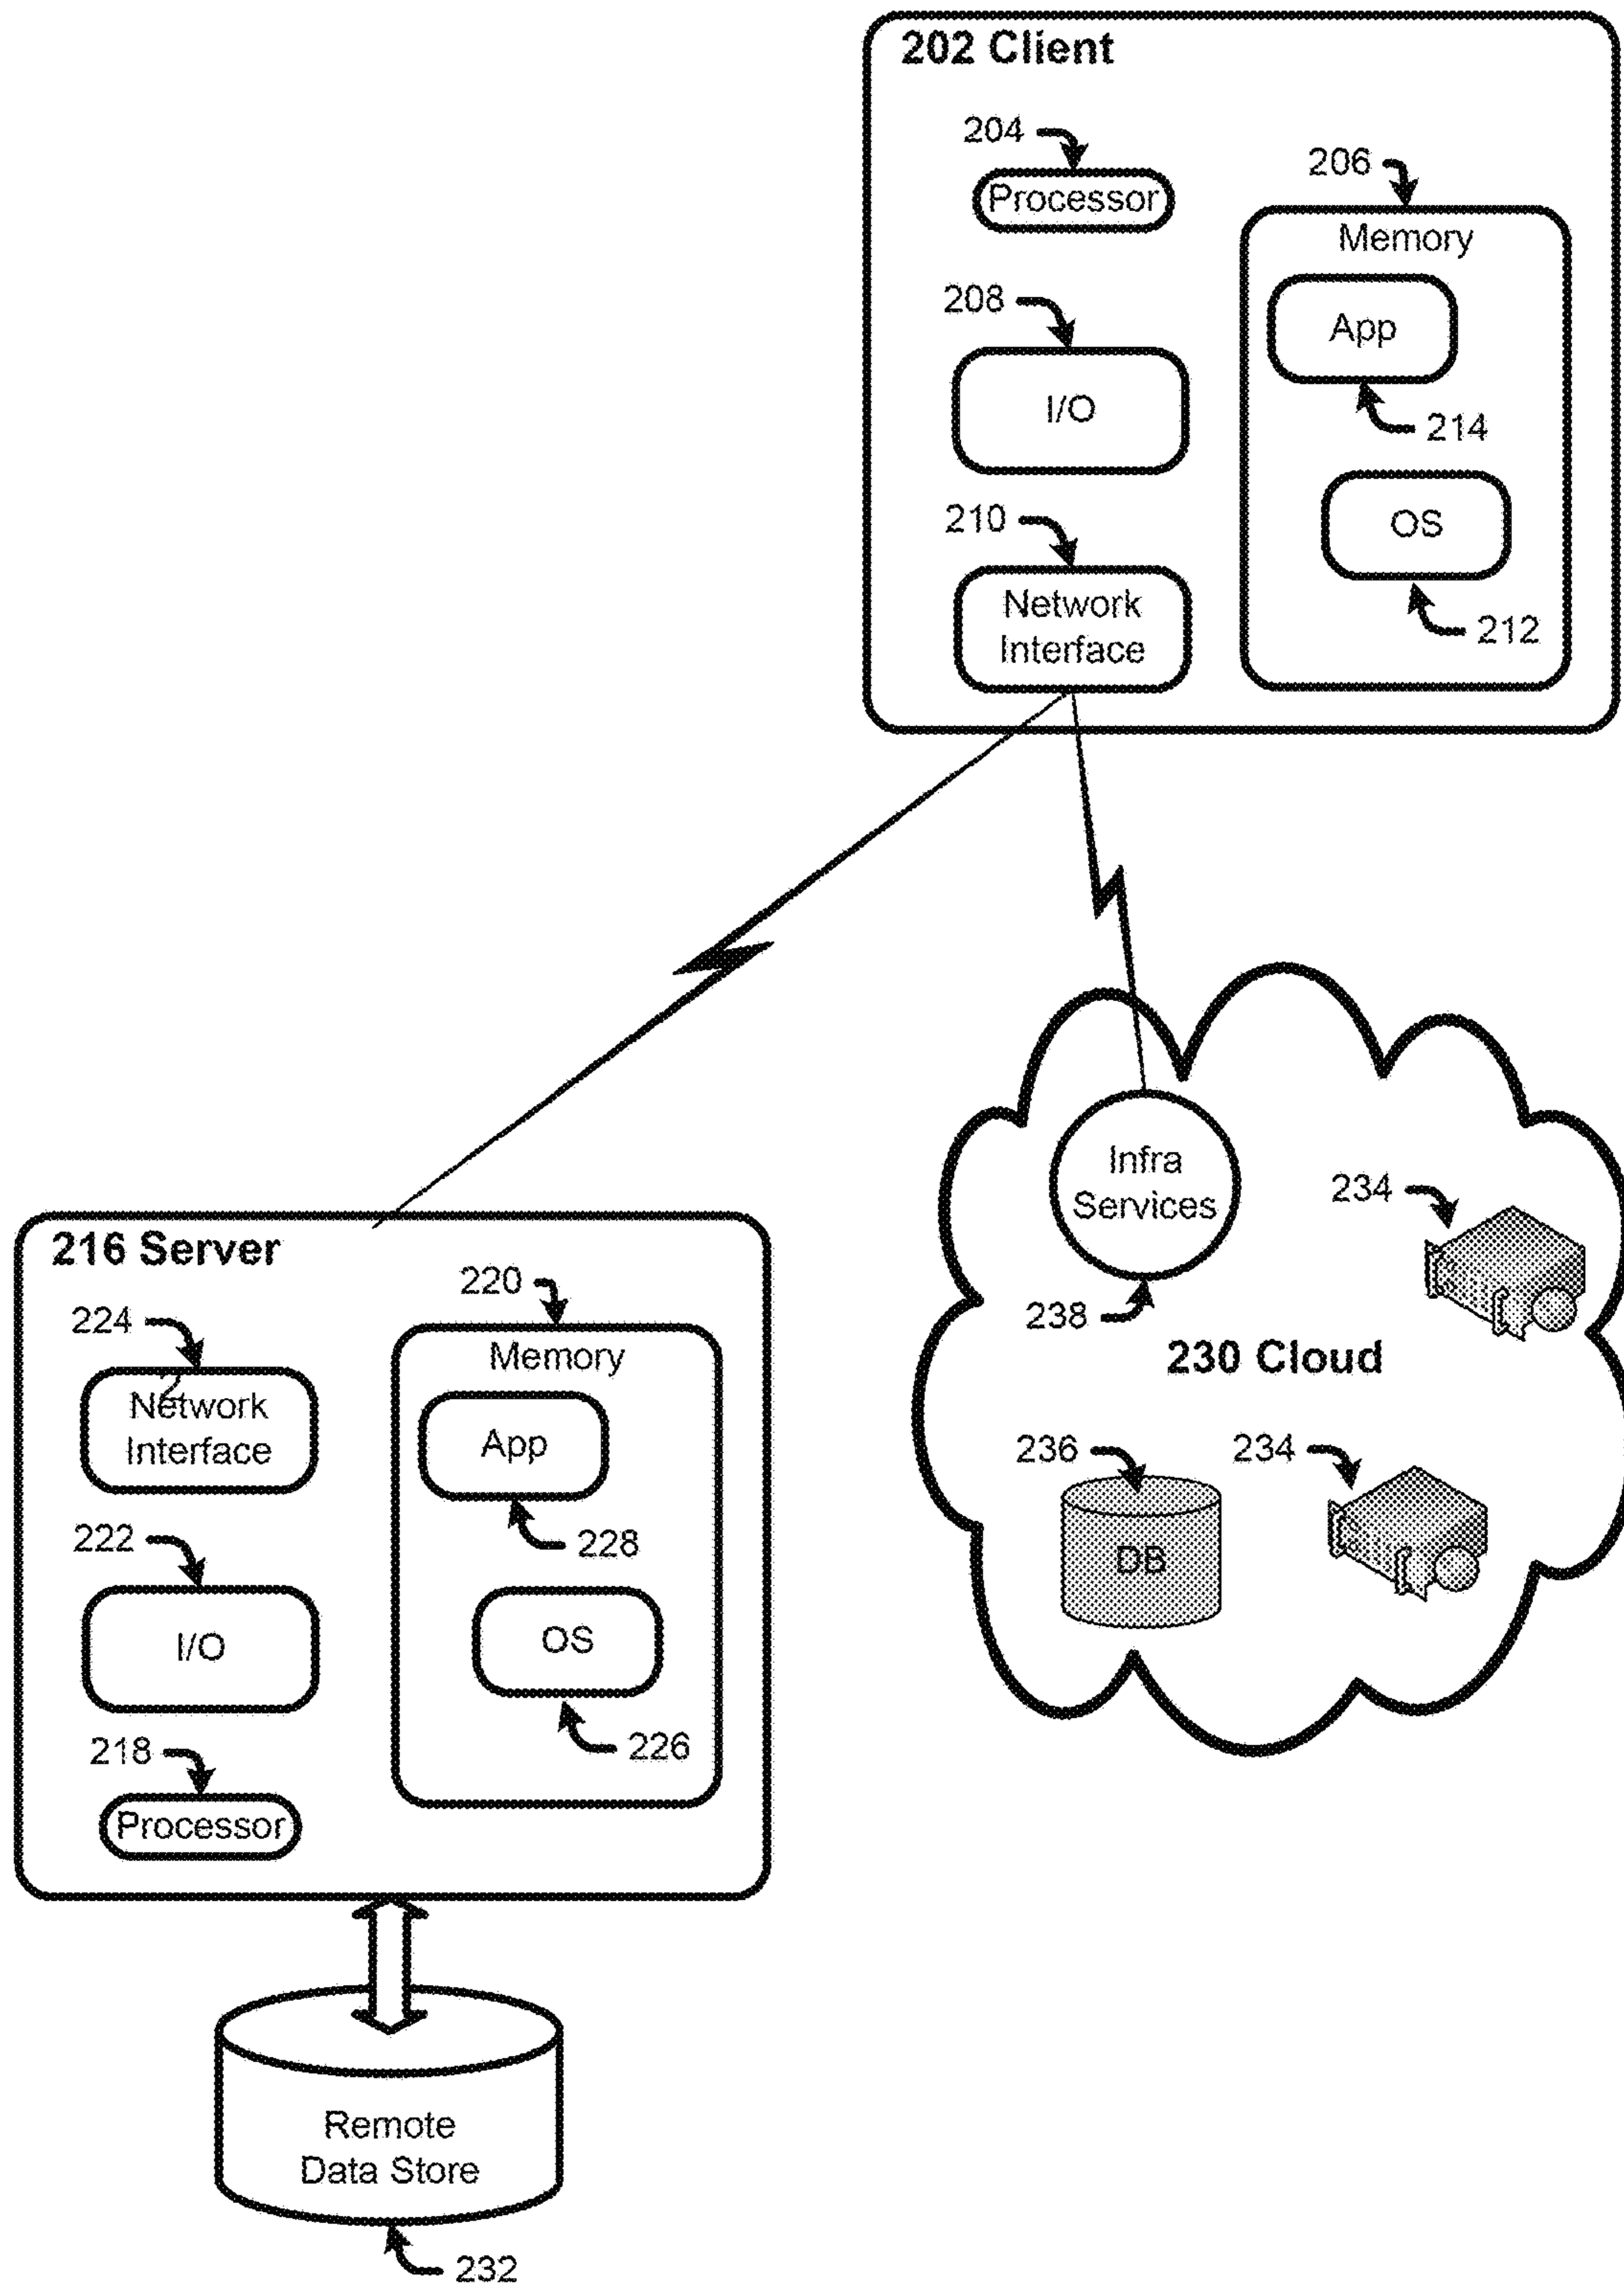 202 Client
204
Processor
206
Memory
208
App
I/O
214
210
OS
Network
Interface
212
Infra
Services
234
238
230 Cloud
236
234
DB
216 Server
220
224
Memory
Network
Interface
App
222
228
I/O
OS
218
226
Processor
Remote
Data Store
232